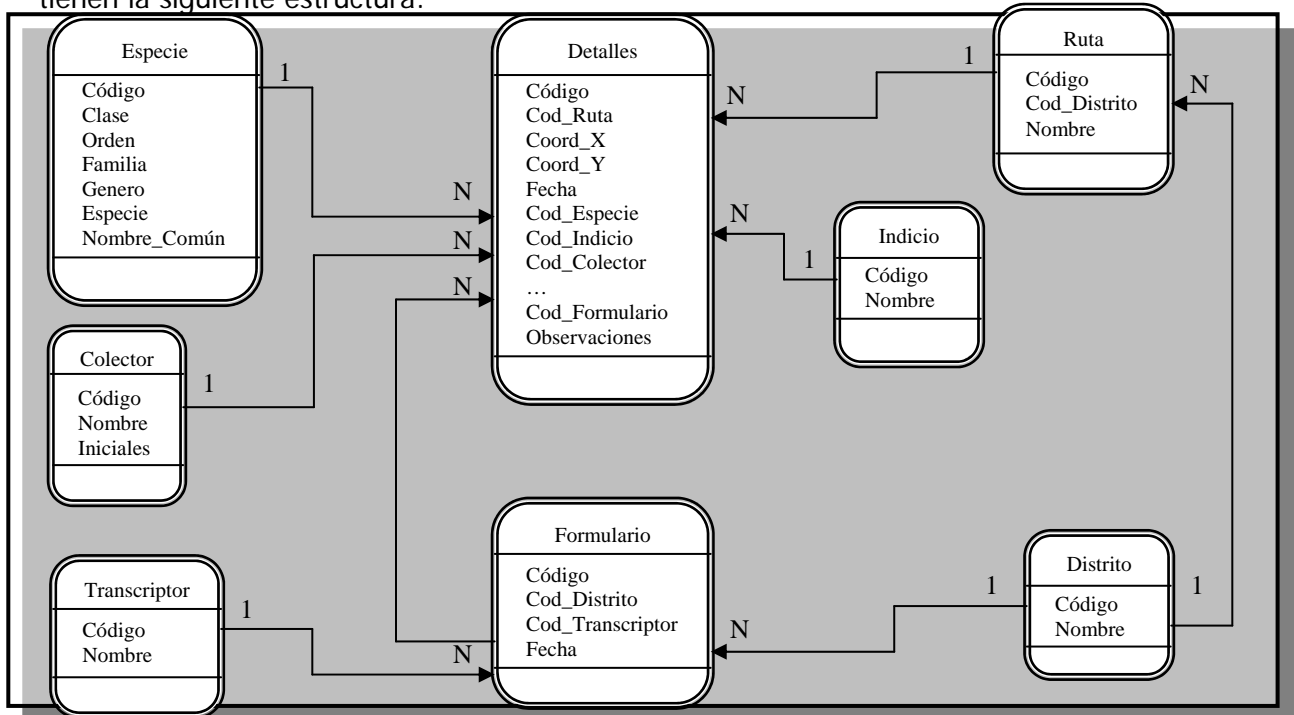 tienen la siguiente estructura:
Especie
Código
Clase
Orden
Familia
Genero
Especie
Nombre_Común
1
N
Detalles
Código
Cod_Ruta
Coord_X
Coord_Y
Fecha
Cod_Especie
Cod_Indicio
Cod_Colector
…
Cod_Formulario
Observaciones
N
1
Ruta
Código
Cod_Distrito
Nombre
N
N
1
Indicio
Código
Nombre
Colector
Código
Nombre
Iniciales
1
N
N
Transcriptor
Código
Nombre
1
N
Formulario
Código
Cod_Distrito
Cod_Transcriptor
Fecha
N
1
Distrito
Código
Nombre
1